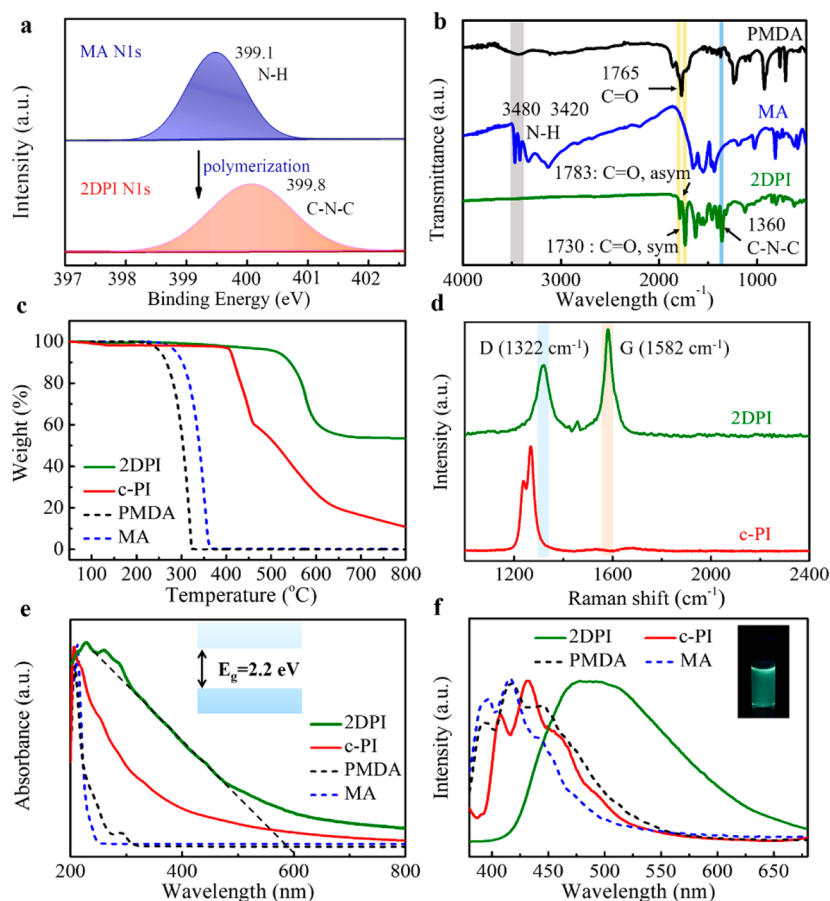 a
MA N1s
399.1
N-H
polymerization
2DPI N1s
399.8
C-N-C
Intensity (a.u.)
397 398 399 400 401 402
Binding Energy (eV)
b
PMDA
1765
C=O
3480 3420
N-H
MA
1783: C=O, asym
2DPI
1730 : C=O, sym
1360
C-N-C
Transmittance (a.u.)
4000 3000 2000 1000
Wavelength (cm-1)
c
100
80
60
40
20
0
Weight (%)
2DPI
c-PI
PMDA
MA
100 200 300 400 500 600 700 800
Temperature (°C)
d
D (1322 cm-1) G (1582 cm-1)
2DPI
c-PI
Intensity (a.u.)
1200 1600 2000 2400
Raman shift (cm-1)
e
Eg=2.2 eV
2DPI
c-PI
PMDA
MA
Absorbance (a.u.)
200 400 600 800
Wavelength (nm)
f
2DPI c-PI
PMDA MA
Intensity (a.u.)
400 450 500 550 600 650
Wavelength (nm)